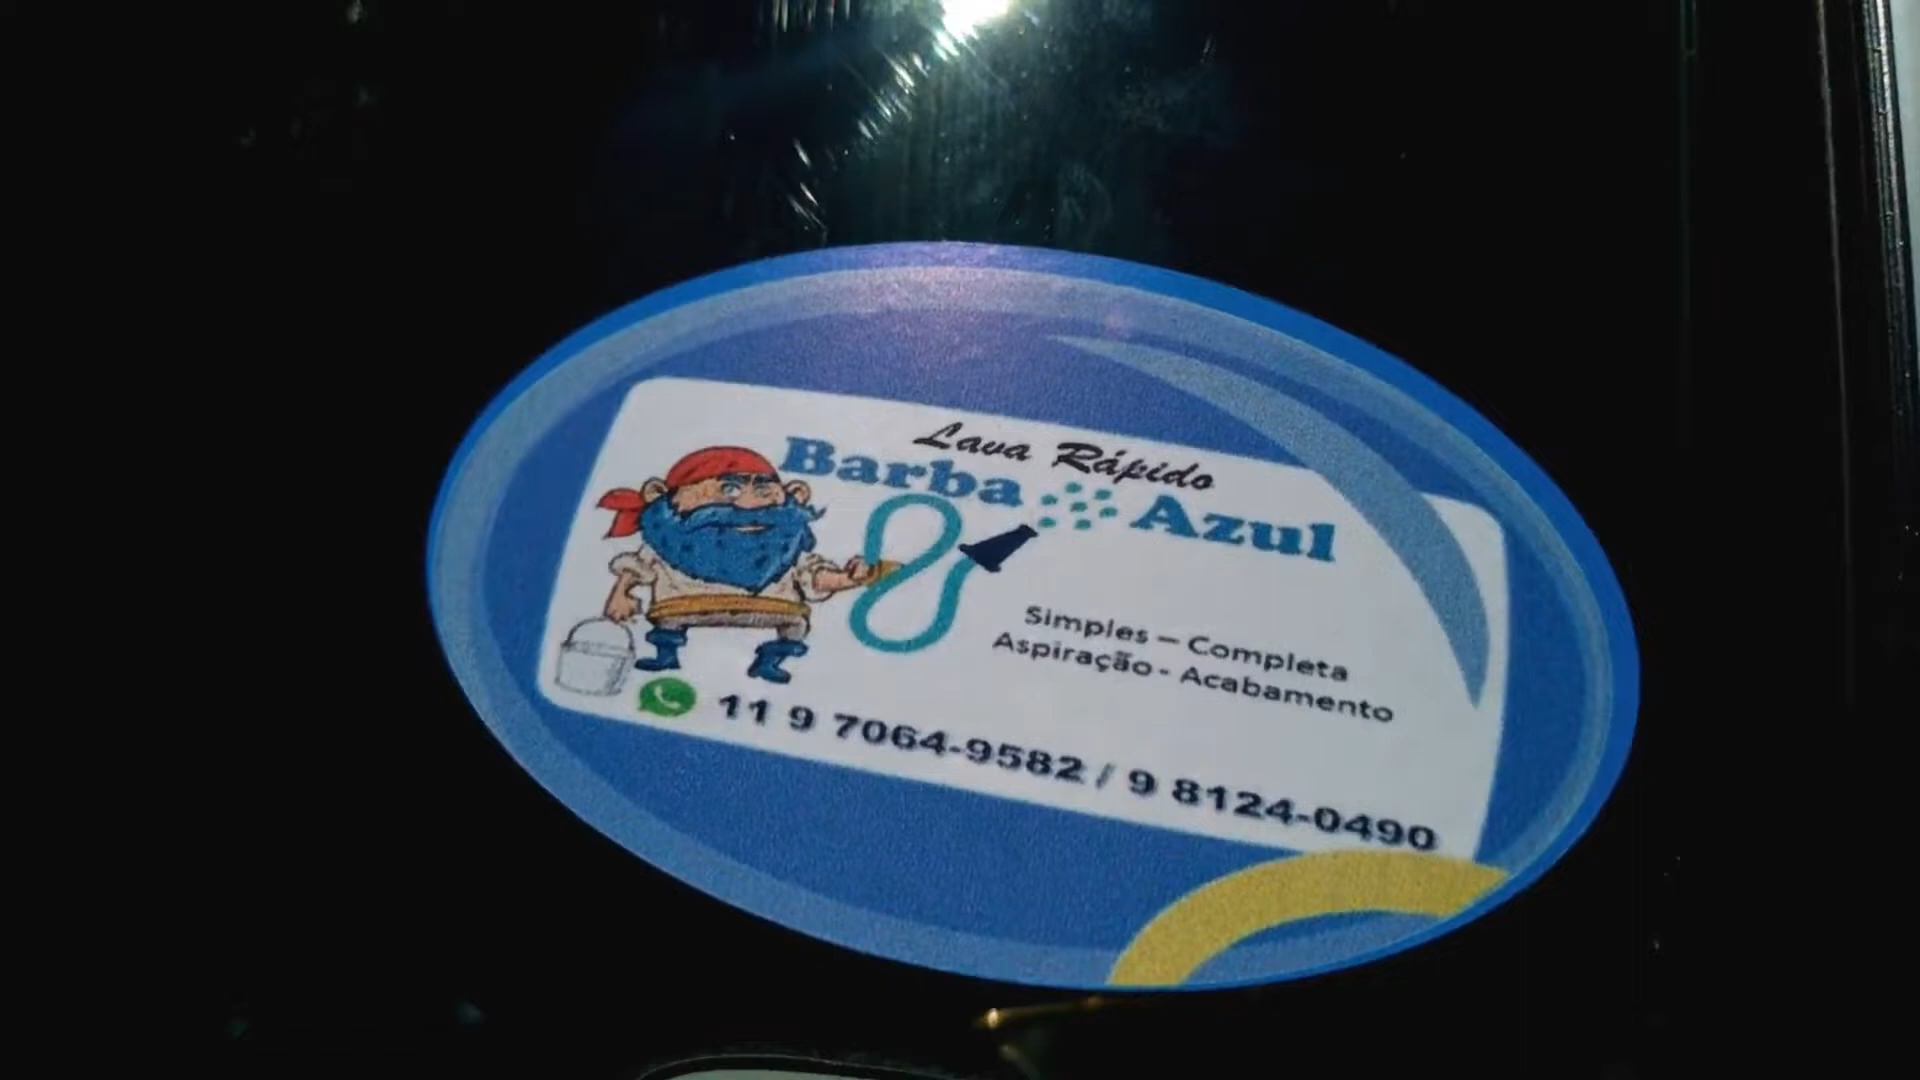 Lava Rápido
Barba Azul
Simples – Completa
Aspiração - Acabamento
11 9 7064-9582 / 9 8124-0490